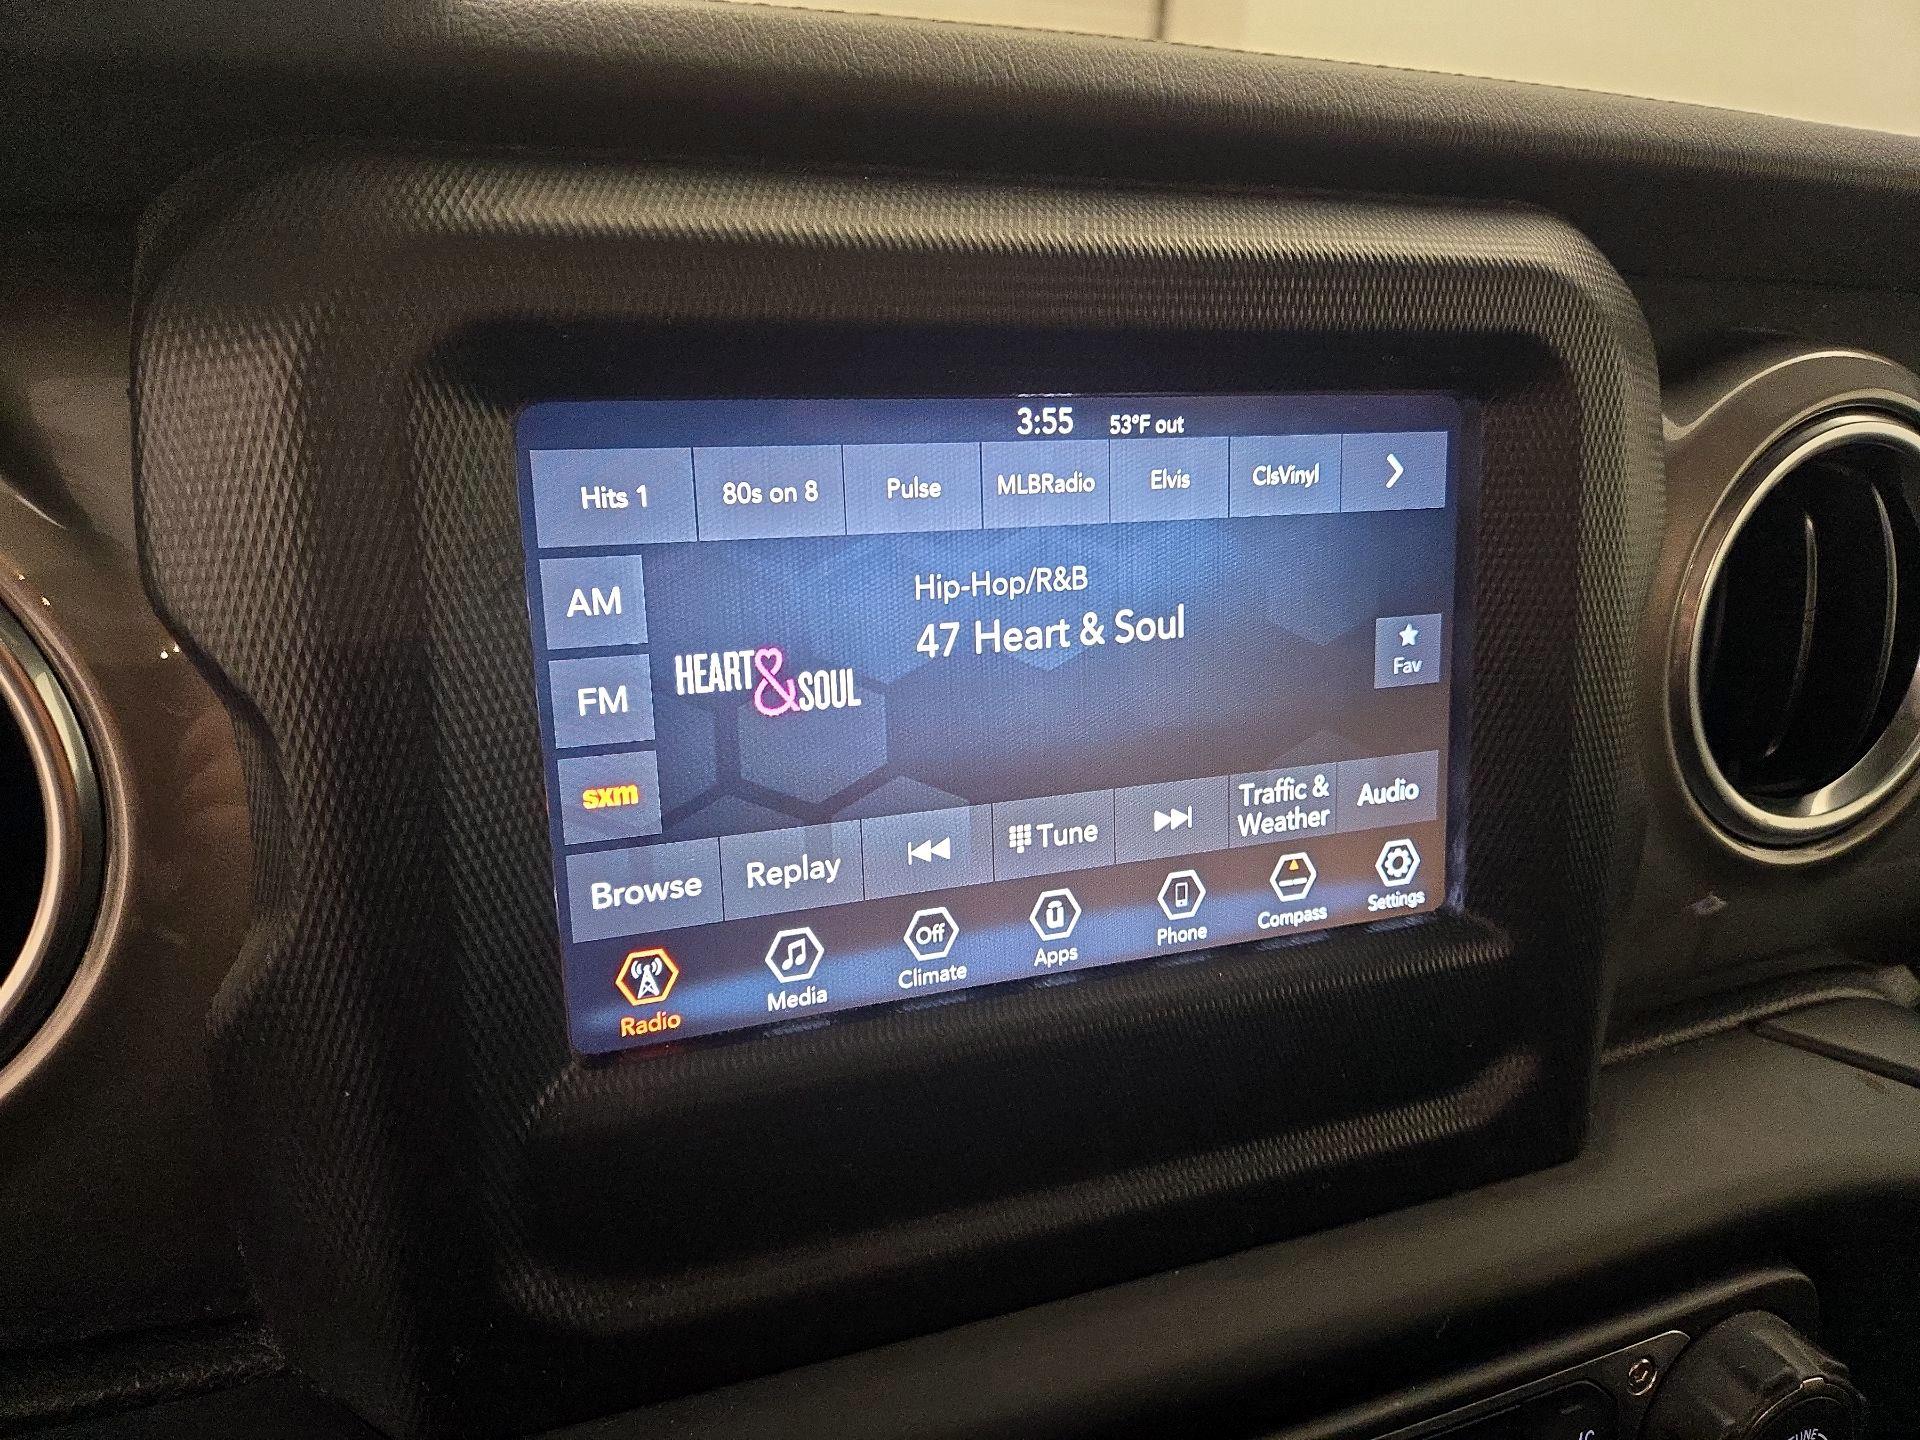 3:55 53°F out
Hits 1 80s on 8 Pulse MLBRadio Elvis ClsVinyl
AM
FM
sxm
HEART & SOUL
Hip-Hop/R&B
47 Heart & Soul
Fav
Browse Replay Tune Traffic & Weather Audio
Radio Media Off Climate Apps Phone Compass Settings
TUNE